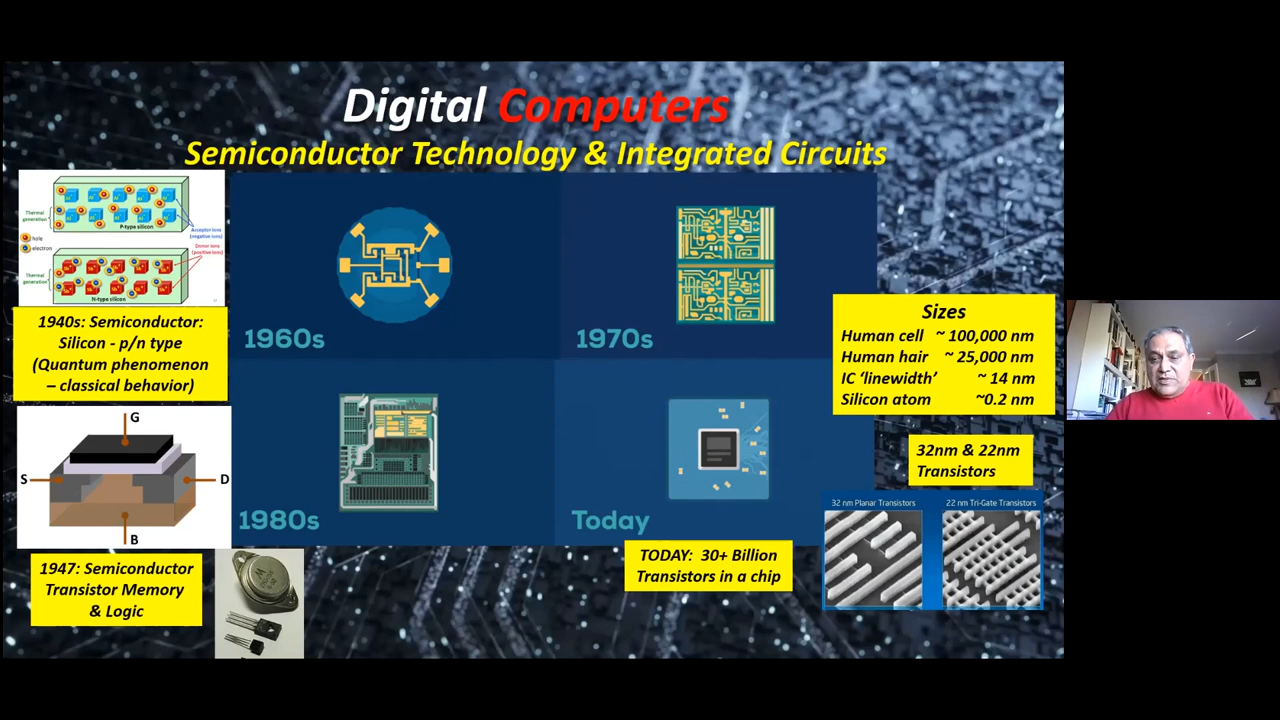 Digital Computers
Semiconductor Technology & Integrated Circuits
Thermal
generation
P-type silicon
Acceptor ions
(negative ions)
hole
electron
Donor ions
(positive ions)
Thermal
generation
N-type silicon
1940s: Semiconductor:
Silicon - p/n type
(Quantum phenomenon
– classical behavior)
G
S
D
B
1947: Semiconductor
Transistor Memory
& Logic
1960s
1970s
1980s
Today
TODAY: 30+ Billion
Transistors in a chip
Sizes
Human cell ~ 100,000 nm
Human hair ~ 25,000 nm
IC ‘linewidth’ ~ 14 nm
Silicon atom ~0.2 nm
32nm & 22nm
Transistors
32 nm Planar Transistors
22 nm Tri-Gate Transistors